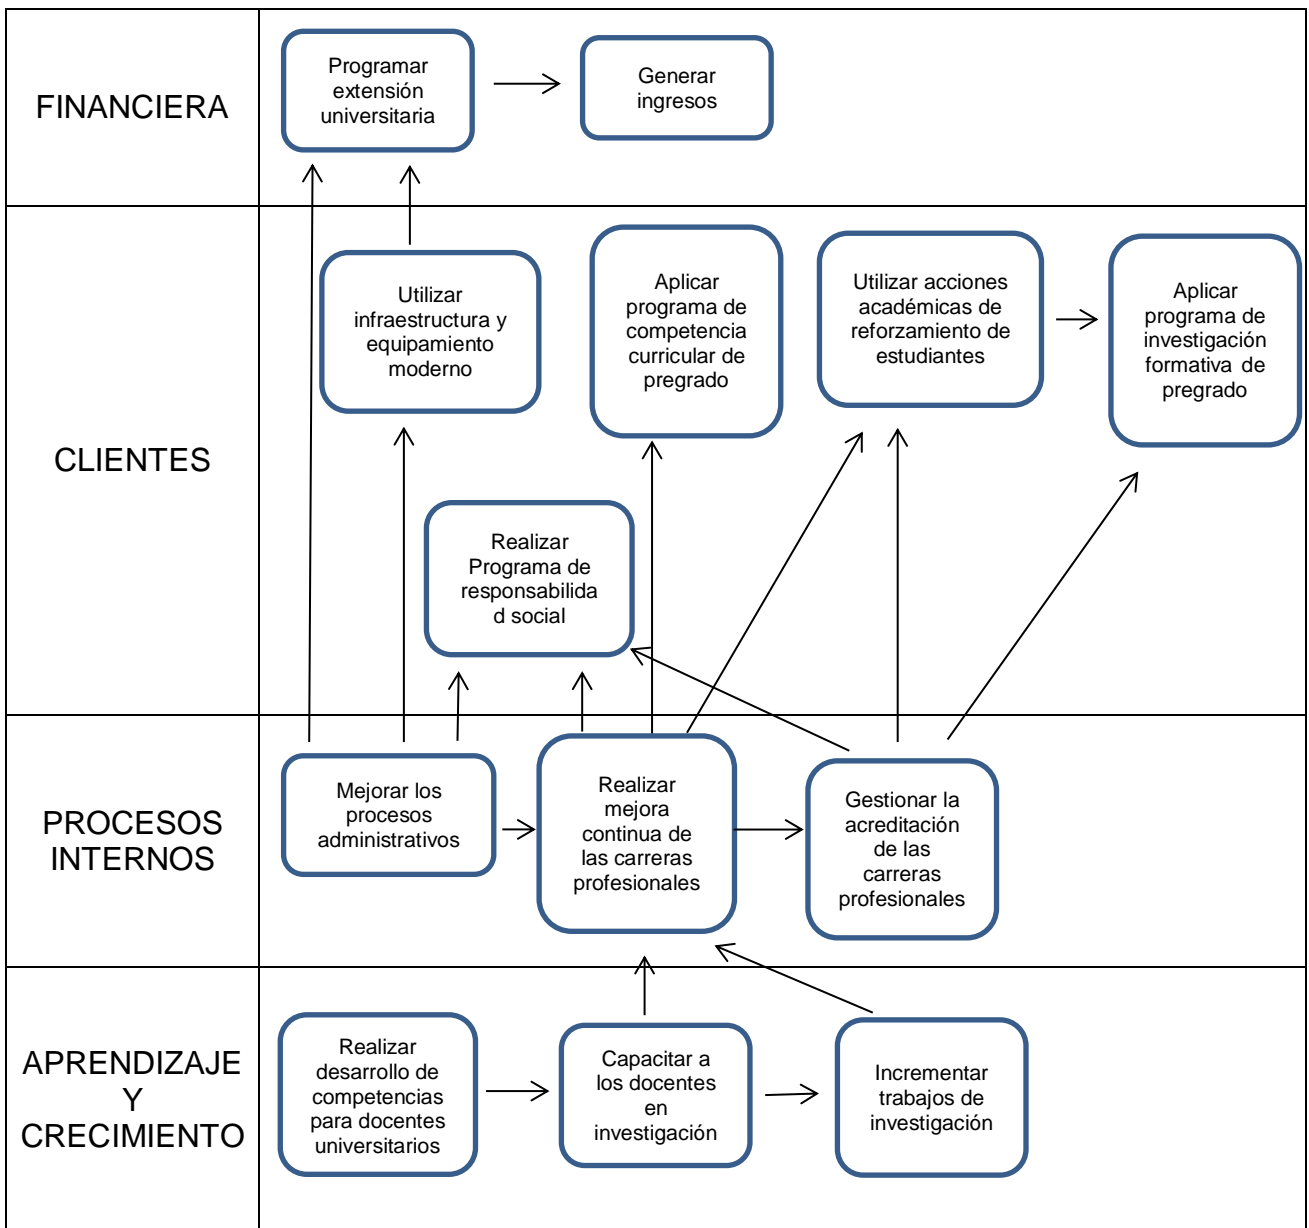 FINANCIERA
Programar
extensión
universitaria
Generar
ingresos
CLIENTES
Utilizar
infraestructura y
equipamiento
moderno
Aplicar
programa de
competencia
curricular de
pregrado
Utilizar acciones
académicas de
reforzamiento de
estudiantes
Aplicar
programa de
investigación
formativa de
pregrado
Realizar
Programa de
responsabilida
d social
PROCESOS
INTERNOS
Mejorar los
procesos
administrativos
Realizar
mejora
continua de
las carreras
profesionales
Gestionar la
acreditación
de las
carreras
profesionales
APRENDIZAJE
Y
CRECIMIENTO
Realizar
desarrollo de
competencias
para docentes
universitarios
Capacitar a
los docentes
en
investigación
Incrementar
trabajos de
investigación